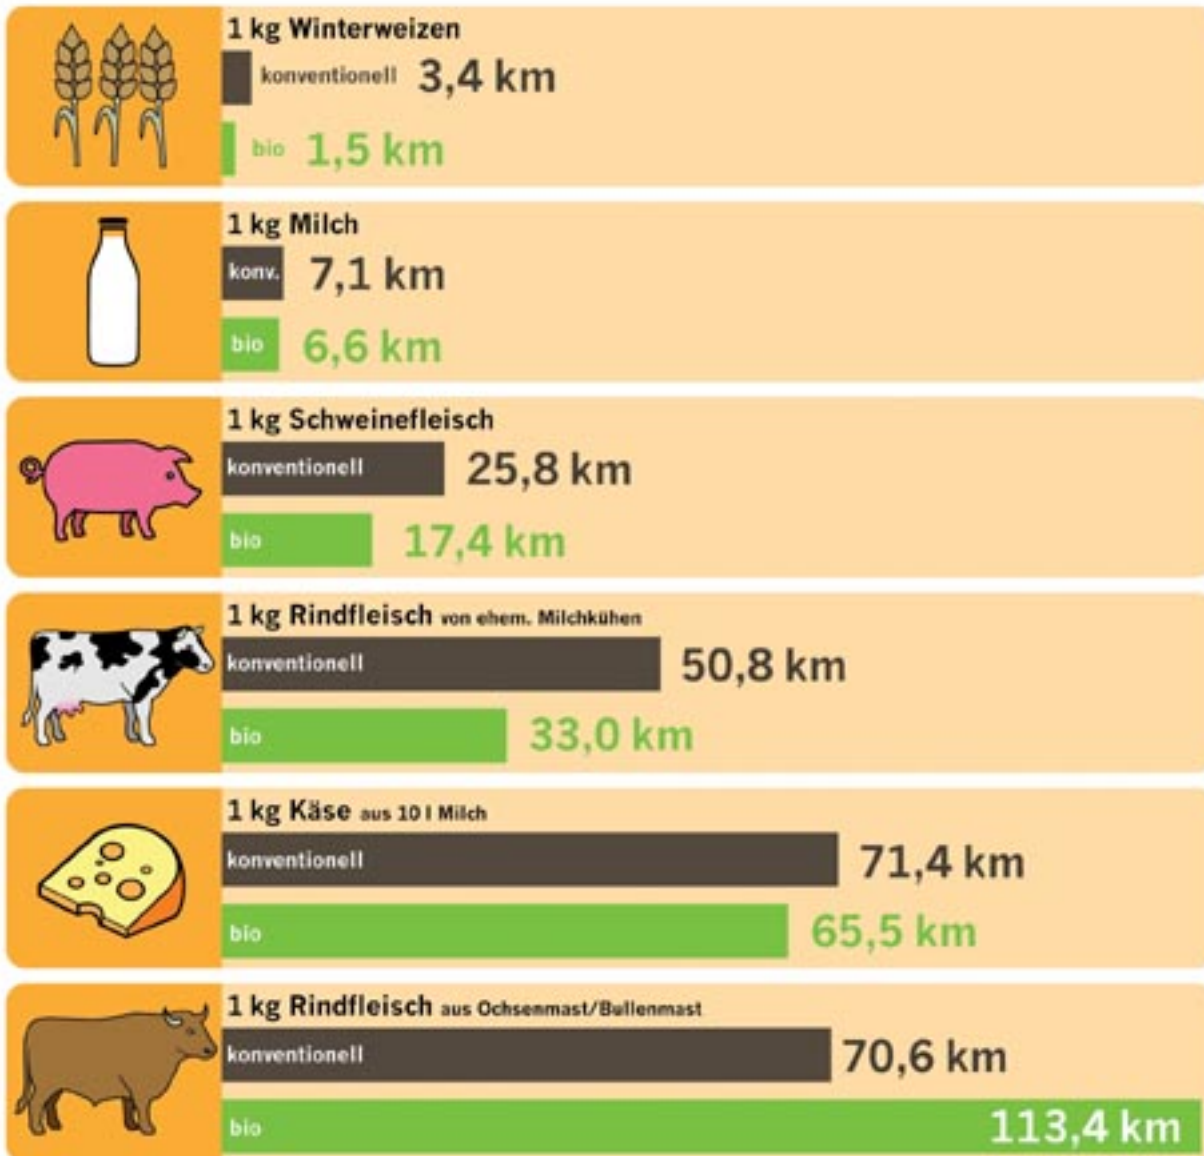 1 kg Winterweizen
konventionell 3,4 km
bio 1,5 km
1 kg Milch
konv. 7,1 km
bio 6,6 km
1 kg Schweinefleisch
konventionell 25,8 km
bio 17,4 km
1 kg Rindfleisch von ehem. Milchkühen
konventionell 50,8 km
bio 33,0 km
1 kg Käse aus 10 l Milch
konventionell 71,4 km
bio 65,5 km
1 kg Rindfleisch aus Ochsenmast/Bullenmast
konventionell 70,6 km
bio 113,4 km